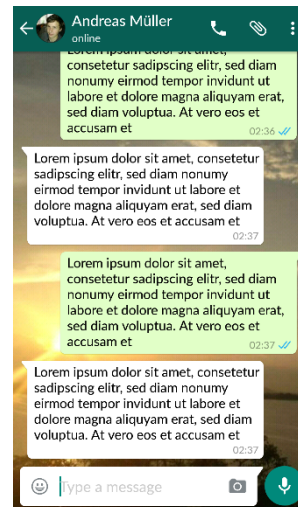 Andreas Müller
online
Lorem ipsum dolor sit amet,
consetetur sadipscing elitr, sed diam
nonumy eirmod tempor invidunt ut
labore et dolore magna aliquyam erat,
sed diam voluptua. At vero eos et
accusam et
02:36
Lorem ipsum dolor sit amet, consetetur
sadipscing elitr, sed diam nonumy
eirmod tempor invidunt ut labore et
dolore magna aliquyam erat, sed diam
voluptua. At vero eos et accusam et
02:37
Lorem ipsum dolor sit amet,
consetetur sadipscing elitr, sed diam
nonumy eirmod tempor invidunt ut
labore et dolore magna aliquyam erat,
sed diam voluptua. At vero eos et
accusam et
02:37
Lorem ipsum dolor sit amet, consetetur
sadipscing elitr, sed diam nonumy
eirmod tempor invidunt ut labore et
dolore magna aliquyam erat, sed diam
voluptua. At vero eos et accusam et
02:37
Type a message